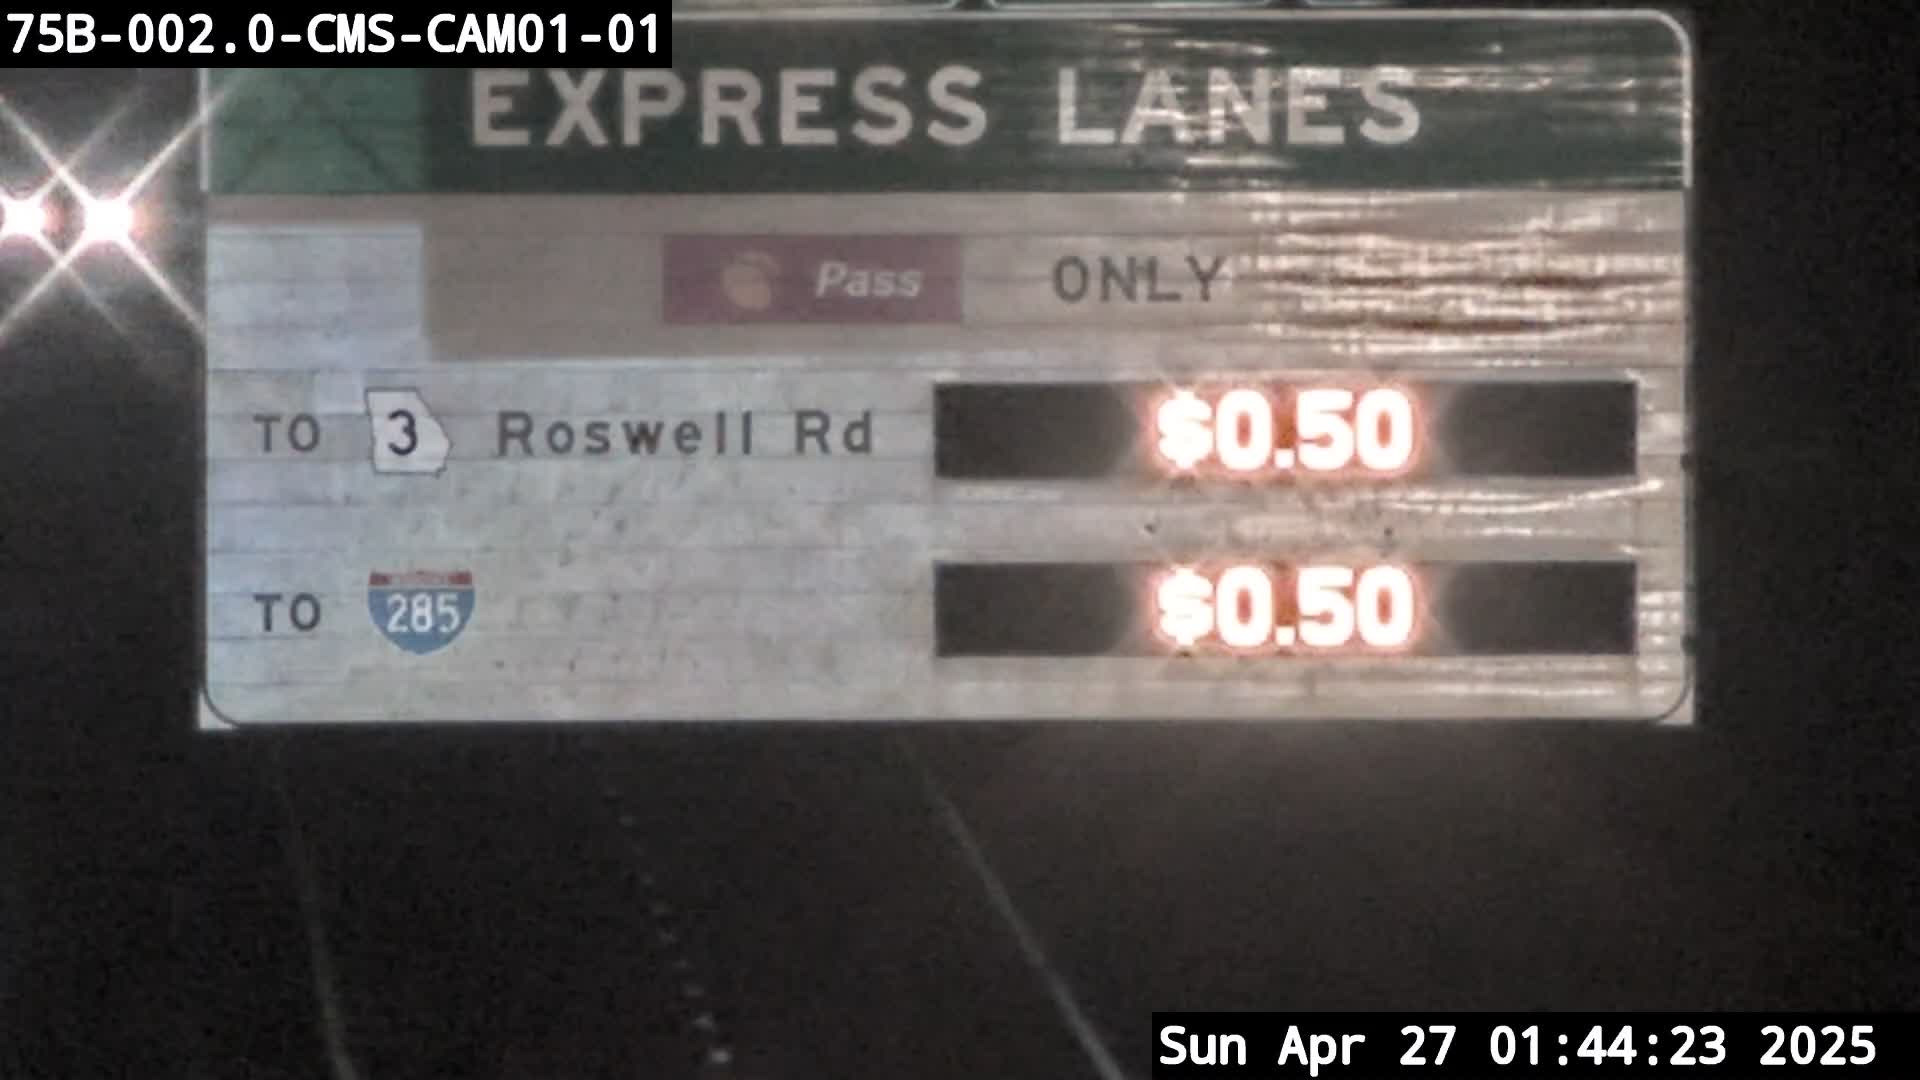 75B-002.0-CMS-CAM01-01
EXPRESS LANES
Pass ONLY
TO 3 Roswell Rd $0.50
TO 285 $0.50
Sun Apr 27 01:44:23 2025